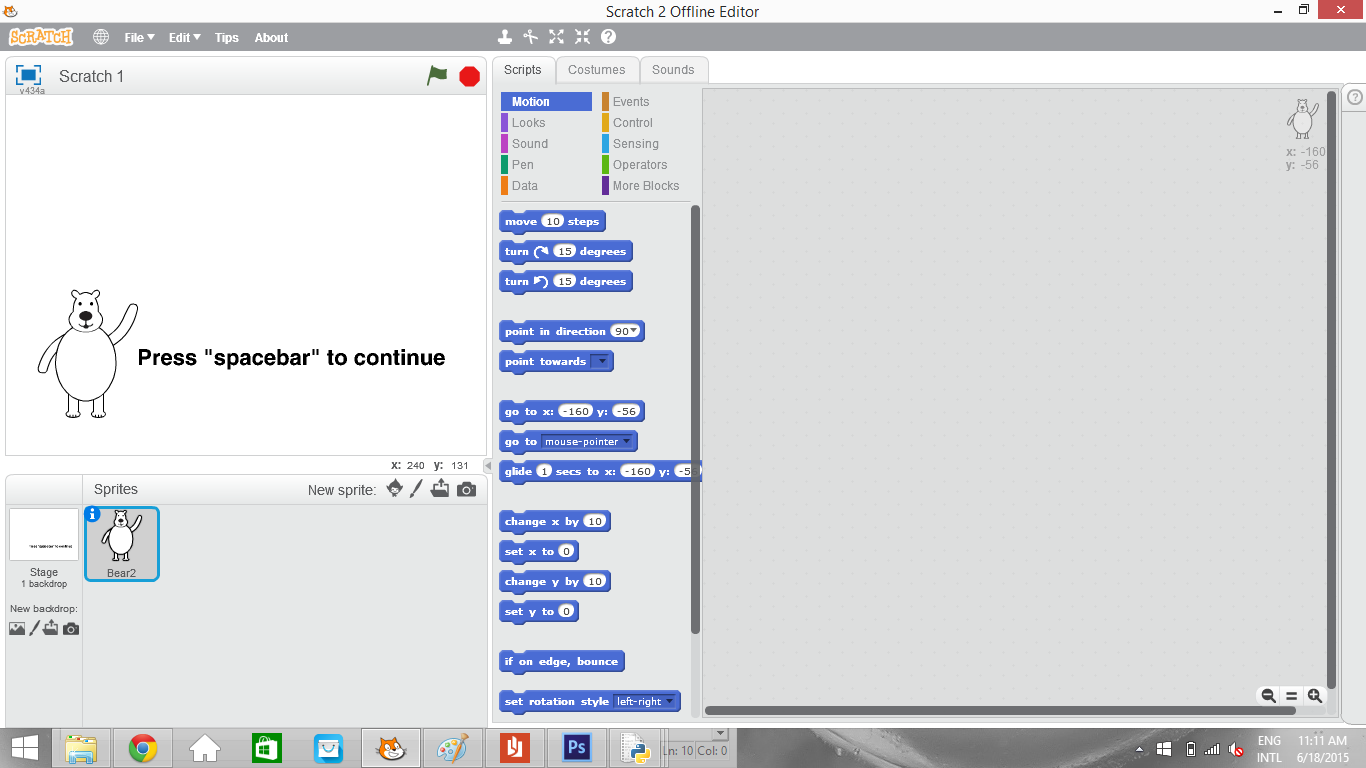 Scratch 2 Offline Editor
SCRATCH File Edit Tips About
Scratch 1
v434a
Press "spacebar" to continue
x: 240 y: 131
Sprites New sprite:
Stage
1 backdrop
New backdrop:
Bear2
Scripts Costumes Sounds
Motion Events
Looks Control
Sound Sensing
Pen Operators
Data More Blocks
move 10 steps
turn 15 degrees
turn 15 degrees
point in direction 90
point towards
go to x: -160 y: -56
go to mouse-pointer
glide 1 secs to x: -160 y: -56
change x by 10
set x to 0
change y by 10
set y to 0
if on edge, bounce
set rotation style left-right
x: -160
y: -56
Ps
Ln: 10 Col: 0
ENG 11:11 AM
INTL 6/18/2015